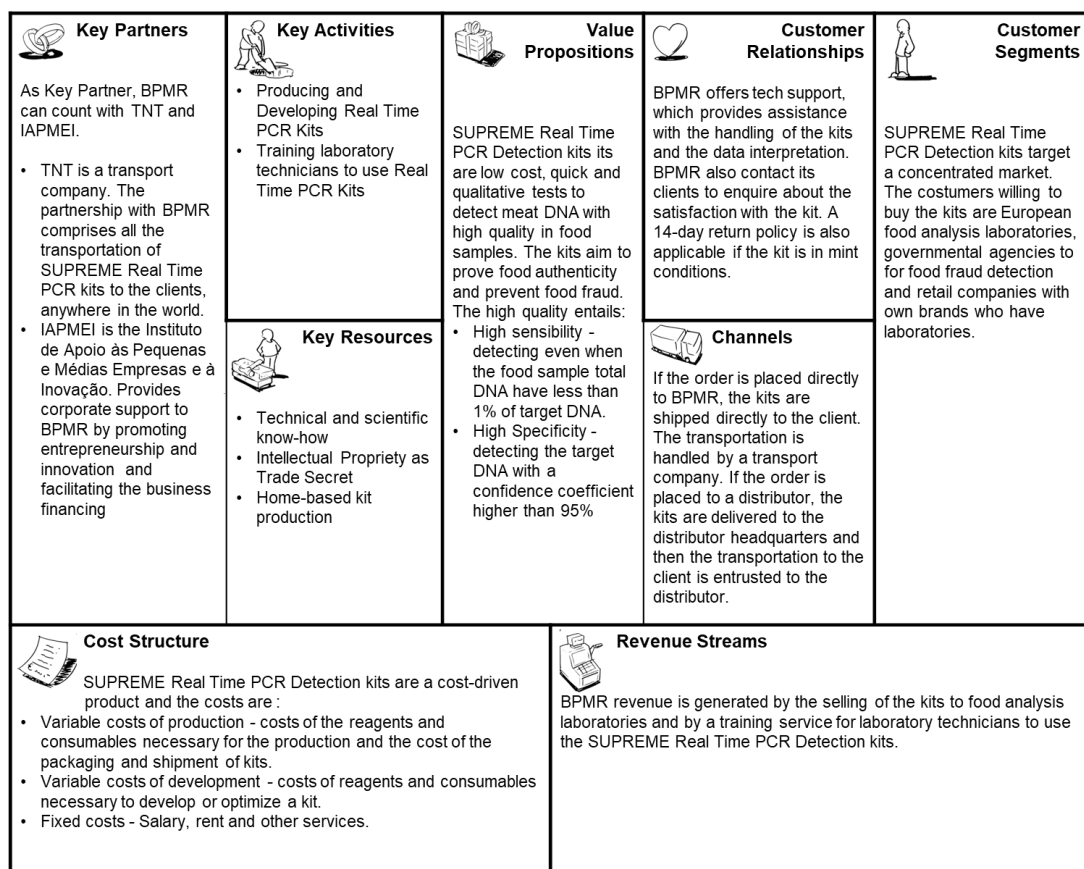 Key Partners
As Key Partner, BPMR
can count with TNT and
IAPMEI.
• TNT is a transport
company. The
partnership with BPMR
comprises all the
transportation of
SUPREME Real Time
PCR kits to the clients,
anywhere in the world.
• IAPMEI is the Instituto
de Apoio às Pequenas
e Médias Empresas e à
Inovação. Provides
corporate support to
BPMR by promoting
entrepreneurship and
innovation and
facilitating the business
financing
Key Activities
• Producing and
Developing Real Time
PCR Kits
• Training laboratory
technicians to use Real
Time PCR Kits
Key Resources
• Technical and scientific
know-how
• Intellectual Propriety as
Trade Secret
• Home-based kit
production
Value
Propositions
SUPREME Real Time
PCR Detection kits its
are low cost, quick and
qualitative tests to
detect meat DNA with
high quality in food
samples. The kits aim to
prove food authenticity
and prevent food fraud.
The high quality entails:
• High sensibility -
detecting even when
the food sample total
DNA have less than
1% of target DNA.
• High Specificity -
detecting the target
DNA with a
confidence coefficient
higher than 95%
Customer
Relationships
BPMR offers tech support,
which provides assistance
with the handling of the kits
and the data interpretation.
BPMR also contact its
clients to enquire about the
satisfaction with the kit. A
14-day return policy is also
applicable if the kit is in mint
conditions.
Channels
If the order is placed directly
to BPMR, the kits are
shipped directly to the client.
The transportation is
handled by a transport
company. If the order is
placed to a distributor, the
kits are delivered to the
distributor headquarters and
then the transportation to the
client is entrusted to the
distributor.
Customer
Segments
SUPREME Real Time
PCR Detection kits target
a concentrated market.
The costumers willing to
buy the kits are European
food analysis laboratories,
governmental agencies to
for food fraud detection
and retail companies with
own brands who have
laboratories.
Cost Structure
SUPREME Real Time PCR Detection kits are a cost-driven
product and the costs are :
• Variable costs of production - costs of the reagents and
consumables necessary for the production and the cost of the
packaging and shipment of kits.
• Variable costs of development - costs of reagents and consumables
necessary to develop or optimize a kit.
• Fixed costs - Salary, rent and other services.
Revenue Streams
BPMR revenue is generated by the selling of the kits to food analysis
laboratories and by a training service for laboratory technicians to use
the SUPREME Real Time PCR Detection kits.